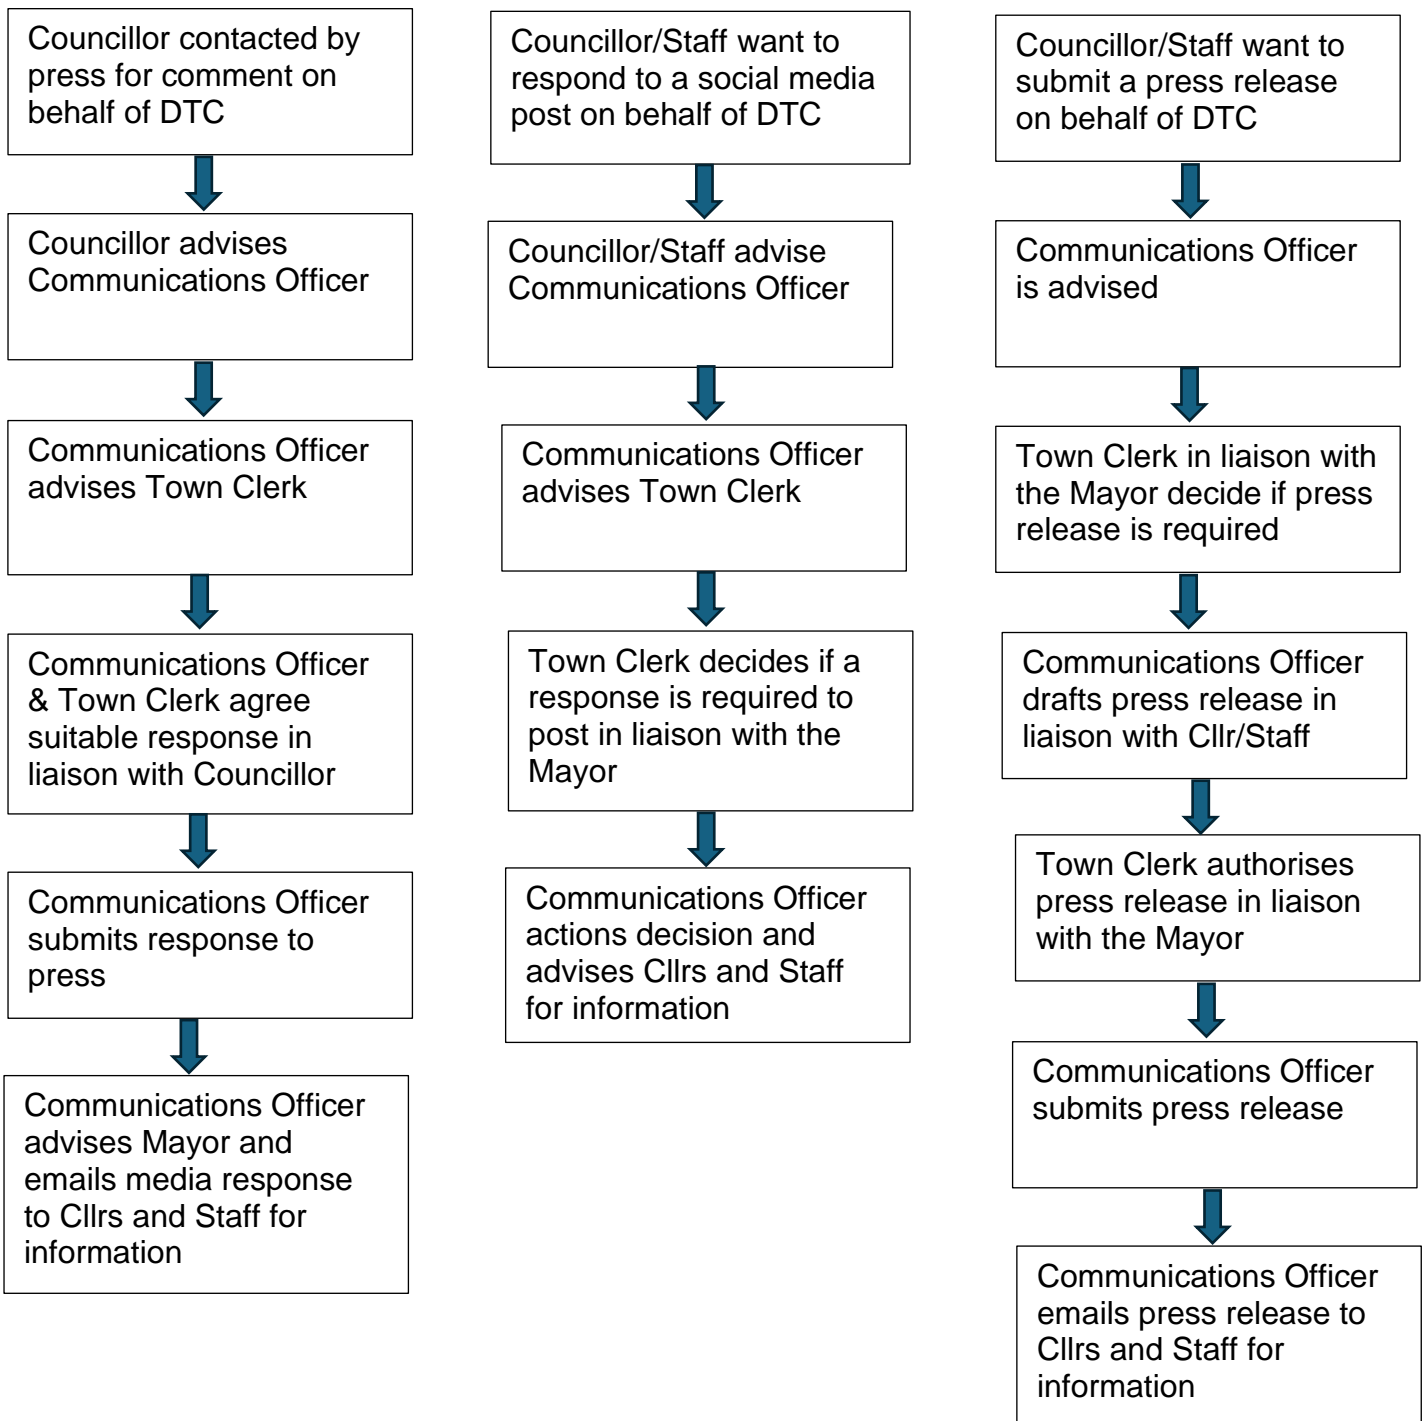 Councillor contacted by
press for comment on
behalf of DTC
Councillor advises
Communications Officer
Communications Officer
advises Town Clerk
Communications Officer
& Town Clerk agree
suitable response in
liaison with Councillor
Communications Officer
submits response to
press
Communications Officer
advises Mayor and
emails media response
to Cllrs and Staff for
information
Councillor/Staff want to
respond to a social media
post on behalf of DTC
Councillor/Staff advise
Communications Officer
Communications Officer
advises Town Clerk
Town Clerk decides if a
response is required to
post in liaison with the
Mayor
Communications Officer
actions decision and
advises Cllrs and Staff
for information
Councillor/Staff want to
submit a press release
on behalf of DTC
Communications Officer
is advised
Town Clerk in liaison with
the Mayor decide if press
release is required
Communications Officer
drafts press release in
liaison with Cllr/Staff
Town Clerk authorises
press release in liaison
with the Mayor
Communications Officer
submits press release
Communications Officer
emails press release to
Cllrs and Staff for
information